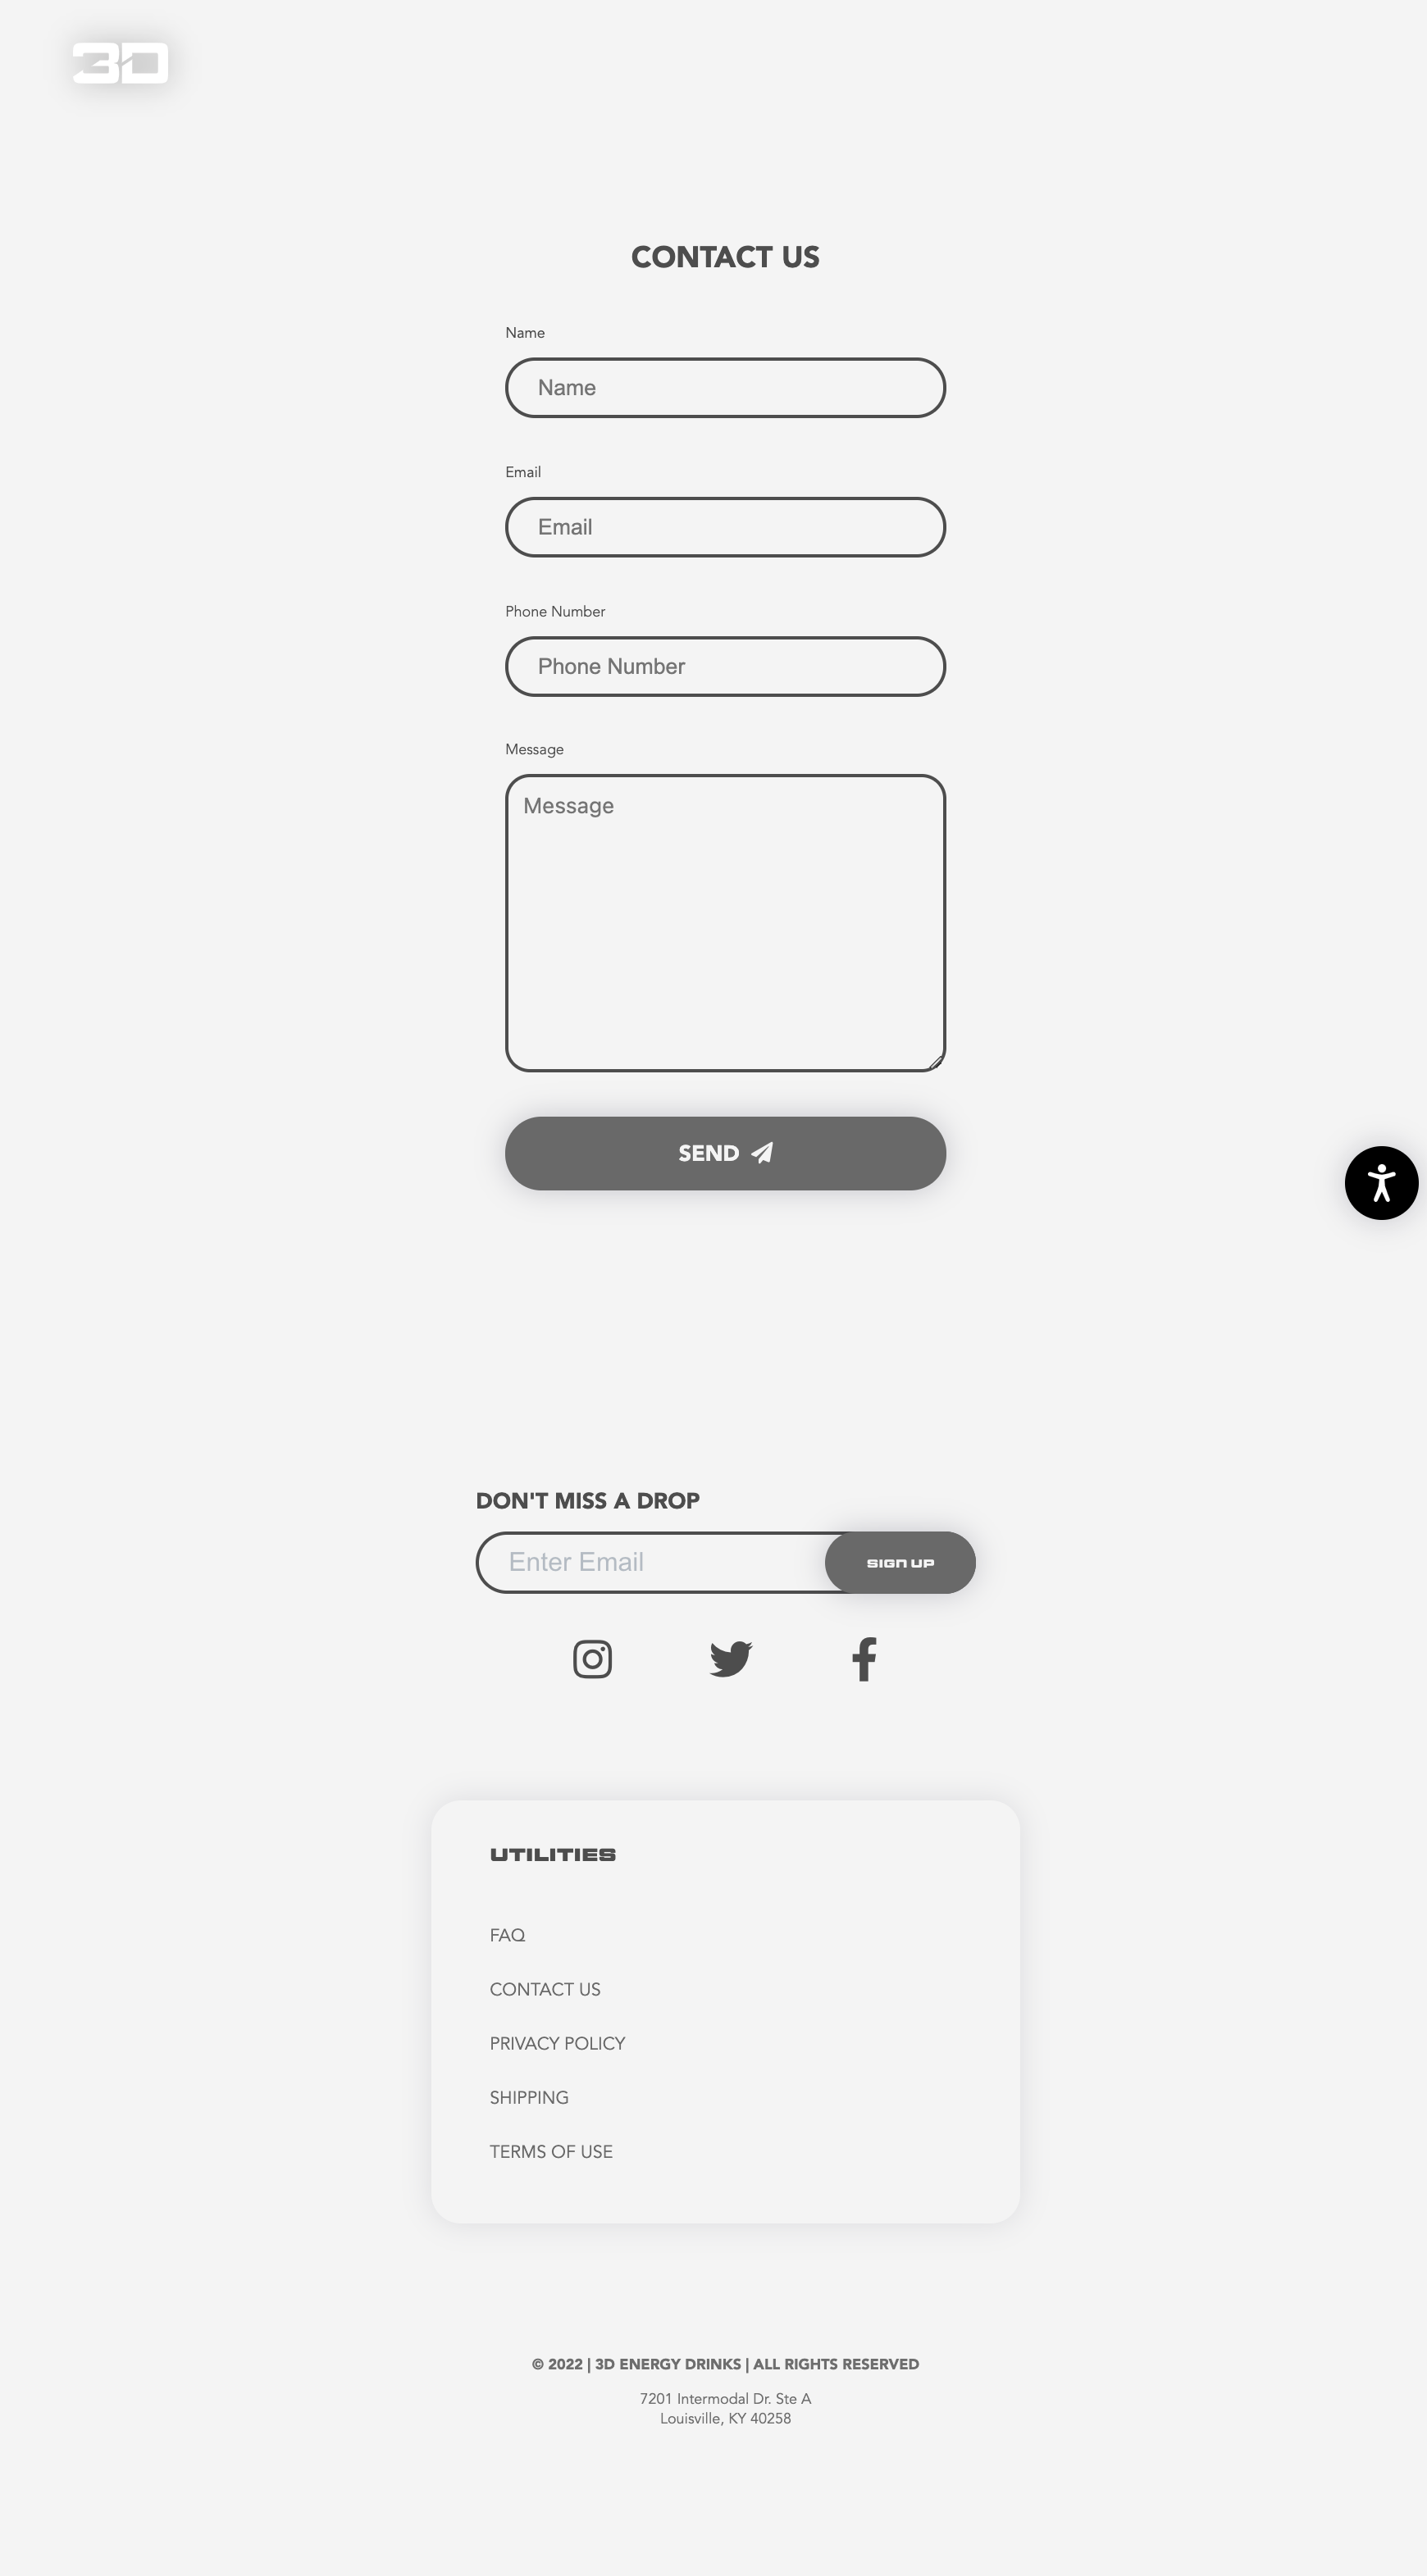 3D
CONTACT US
Name
Name
Email
Email
Phone Number
Phone Number
Message
Message
SEND
DON'T MISS A DROP
Enter Email
SIGN UP
UTILITIES
FAQ
CONTACT US
PRIVACY POLICY
SHIPPING
TERMS OF USE
© 2022 | 3D ENERGY DRINKS | ALL RIGHTS RESERVED
7201 Intermodal Dr. Ste A
Louisville, KY 40258